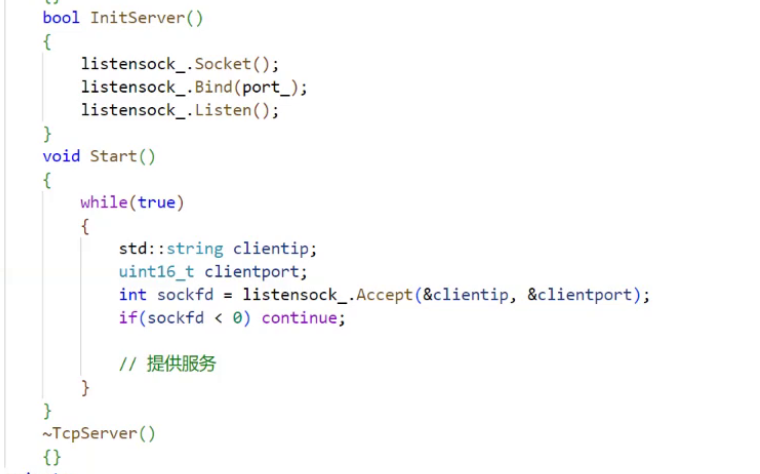 {}
bool InitServer()
{
listensock_.Socket();
listensock_.Bind(port_);
listensock_.Listen();
}
void Start()
{
while(true)
{
std::string clientip;
uint16_t clientport;
int sockfd = listensock_.Accept(&clientip, &clientport);
if(sockfd < 0) continue;
// 提供服务
}
}
~TcpServer()
{}